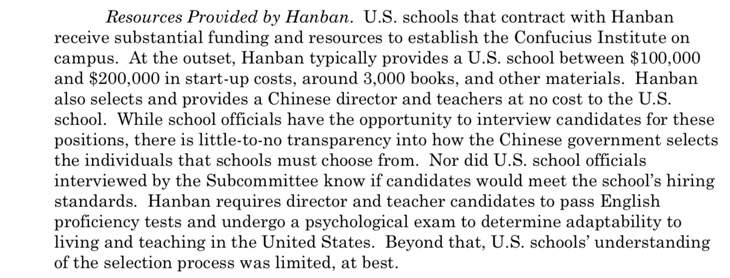 Resources Provided by Hanban. U.S. schools that contract with Hanban
receive substantial funding and resources to establish the Confucius Institute on
campus. At the outset, Hanban typically provides a U.S. school between $100,000
and $200,000 in start-up costs, around 3,000 books, and other materials. Hanban
also selects and provides a Chinese director and teachers at no cost to the U.S.
school. While school officials have the opportunity to interview candidates for these
positions, there is little-to-no transparency into how the Chinese government selects
the individuals that schools must choose from. Nor did U.S. school officials
interviewed by the Subcommittee know if candidates would meet the school’s hiring
standards. Hanban requires director and teacher candidates to pass English
proficiency tests and undergo a psychological exam to determine adaptability to
living and teaching in the United States. Beyond that, U.S. schools’ understanding
of the selection process was limited, at best.